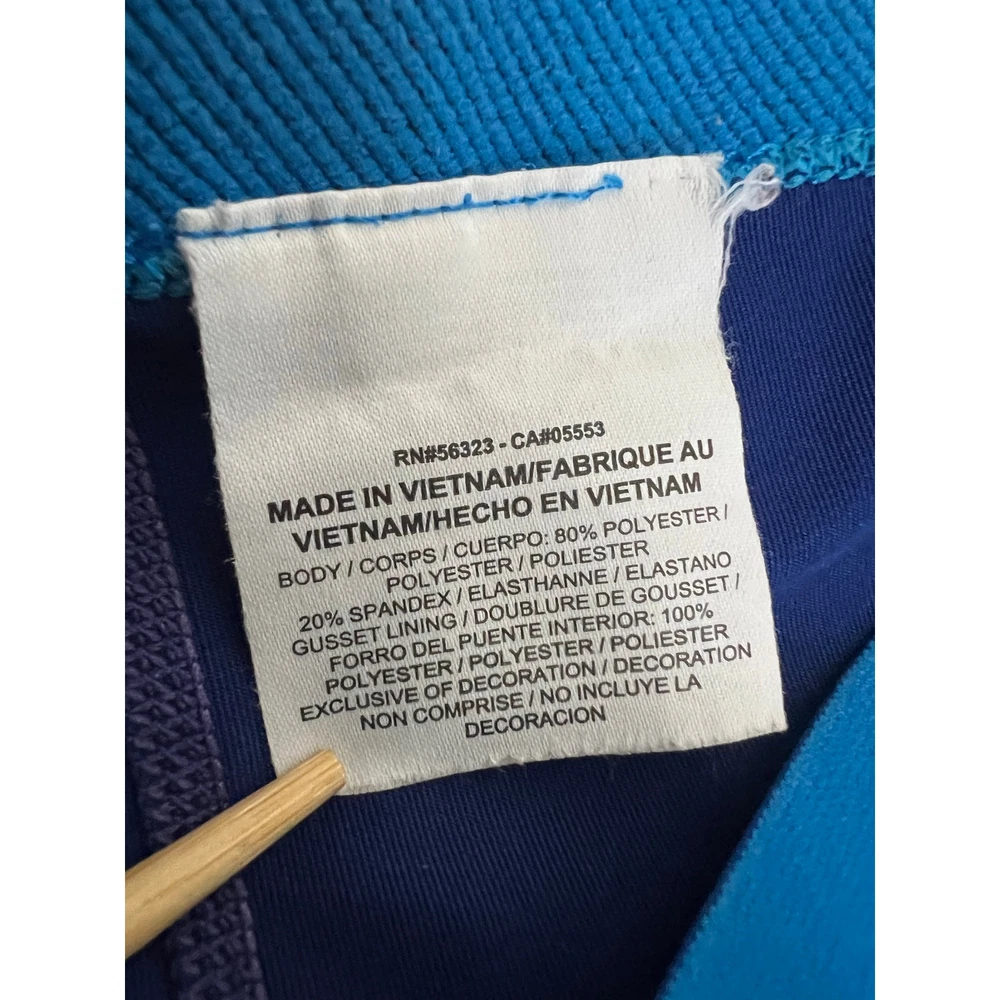 RN#56323 - CA#05553
MADE IN VIETNAM/FABRIQUE AU
VIETNAM/HECHO EN VIETNAM
BODY / CORPS / CUERPO: 80% POLYESTER /
POLYESTER / POLIESTER
20% SPANDEX / ELASTHANNE / ELASTANO
GUSSET LINING / DOUBLURE DE GOUSSET /
FORRO DEL PUENTE INTERIOR: 100%
POLYESTER / POLYESTER / POLIESTER
EXCLUSIVE OF DECORATION / DECORATION
NON COMPRISE / NO INCLUYE LA
DECORACION